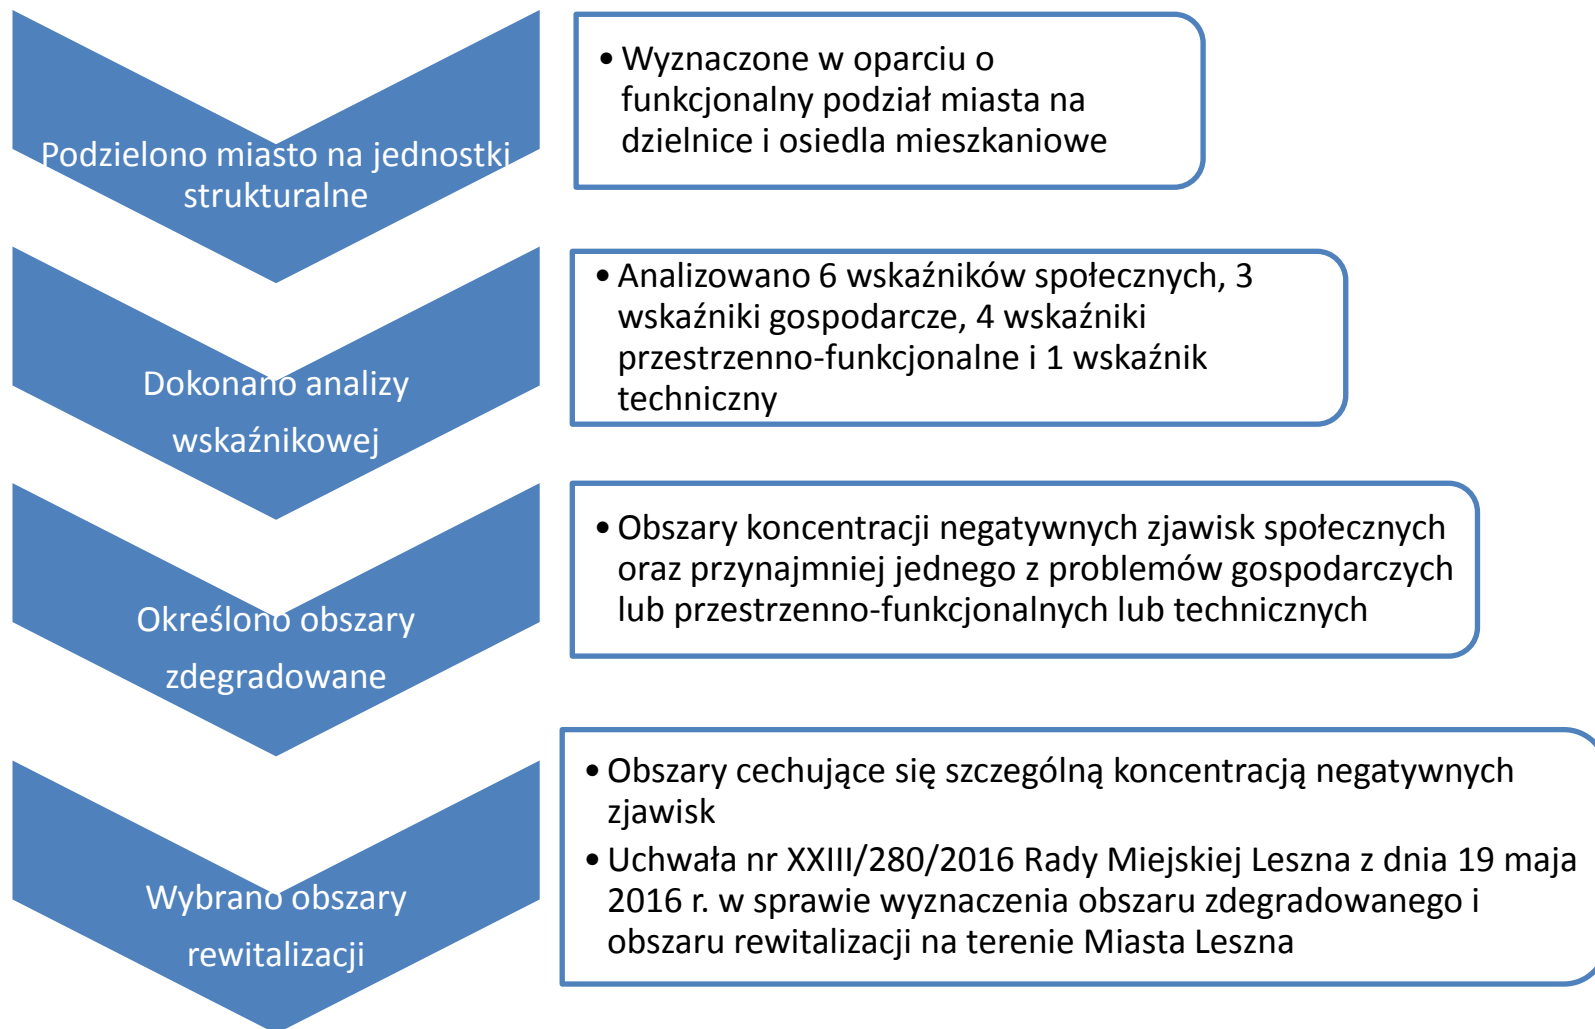 Podzielono miasto na jednostki
strukturalne
• Wyznaczone w oparciu o
funkcjonalny podział miasta na
dzielnice i osiedla mieszkaniowe
Dokonano analizy
wskaźnikowej
• Analizowano 6 wskaźników społecznych, 3
wskaźniki gospodarcze, 4 wskaźniki
przestrzenno-funkcjonalne i 1 wskaźnik
techniczny
Określono obszary
zdegradowane
• Obszary koncentracji negatywnych zjawisk społecznych
oraz przynajmniej jednego z problemów gospodarczych
lub przestrzenno-funkcjonalnych lub technicznych
Wybrano obszary
rewitalizacji
• Obszary cechujące się szczególną koncentracją negatywnych
zjawisk
• Uchwała nr XXIII/280/2016 Rady Miejskiej Leszna z dnia 19 maja
2016 r. w sprawie wyznaczenia obszaru zdegradowanego i
obszaru rewitalizacji na terenie Miasta Leszna